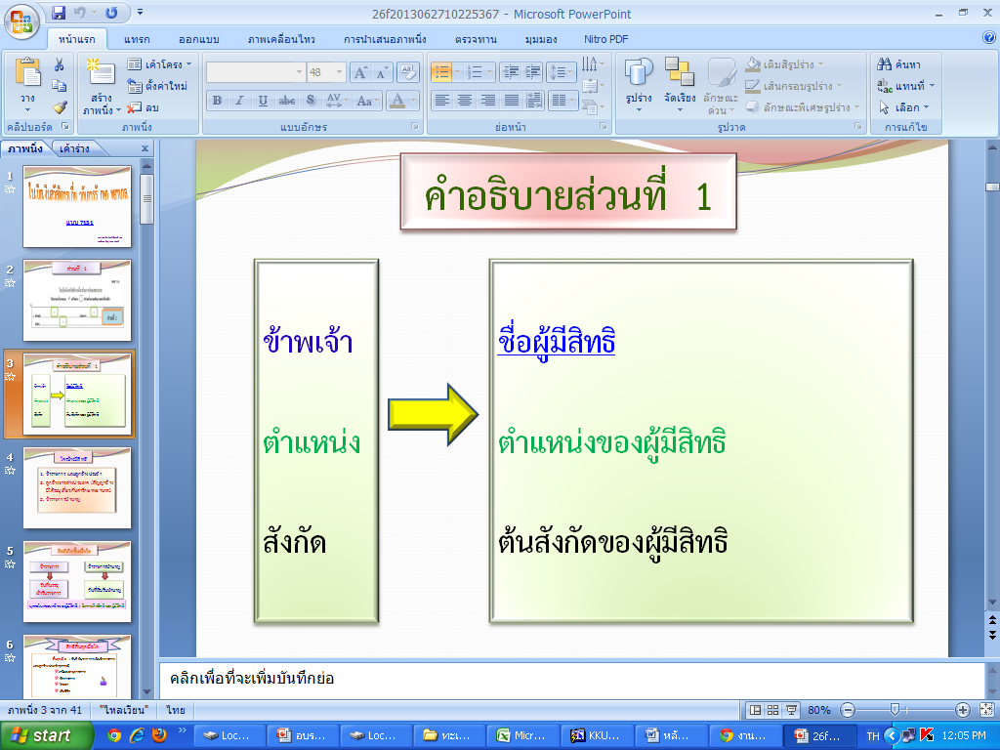 26f2013062710225367 - Microsoft PowerPoint
หน้าแรก แทรก ออกแบบ ภาพเคลื่อนไหว การนำเสนอภาพนิ่ง ตรวจทาน มุมมอง Nitro PDF
วาง
สร้างภาพนิ่ง
เค้าโครง
ตั้งค่าใหม่
ลบ
48
รูปร่าง จัดเรียง ลักษณะด่วน
เติมสีรูปร่าง
เส้นกรอบรูปร่าง
ลักษณะพิเศษรูปร่าง
ค้นหา
แทนที่
เลือก
คลิปบอร์ด ภาพนิ่ง แบบอักษร ย่อหน้า รูปวาด การแก้ไข
ภาพนิ่ง เค้าร่าง
1
2
ส่วนที่ 1
3
คำอธิบายส่วนที่ 1
4
5
6
คำอธิบายส่วนที่ 1
ข้าพเจ้า ชื่อผู้มีสิทธิ
ตำแหน่ง ตำแหน่งของผู้มีสิทธิ
สังกัด ต้นสังกัดของผู้มีสิทธิ
คลิกเพื่อที่จะเพิ่มบันทึกย่อ
ภาพนิ่ง 3 จาก 41 "ไหลเวียน" ไทย 80%
start Loc... อบร... Loc... ทะเ... Micr... KKU... หลั... งาน... 26f... TH 12:05 PM